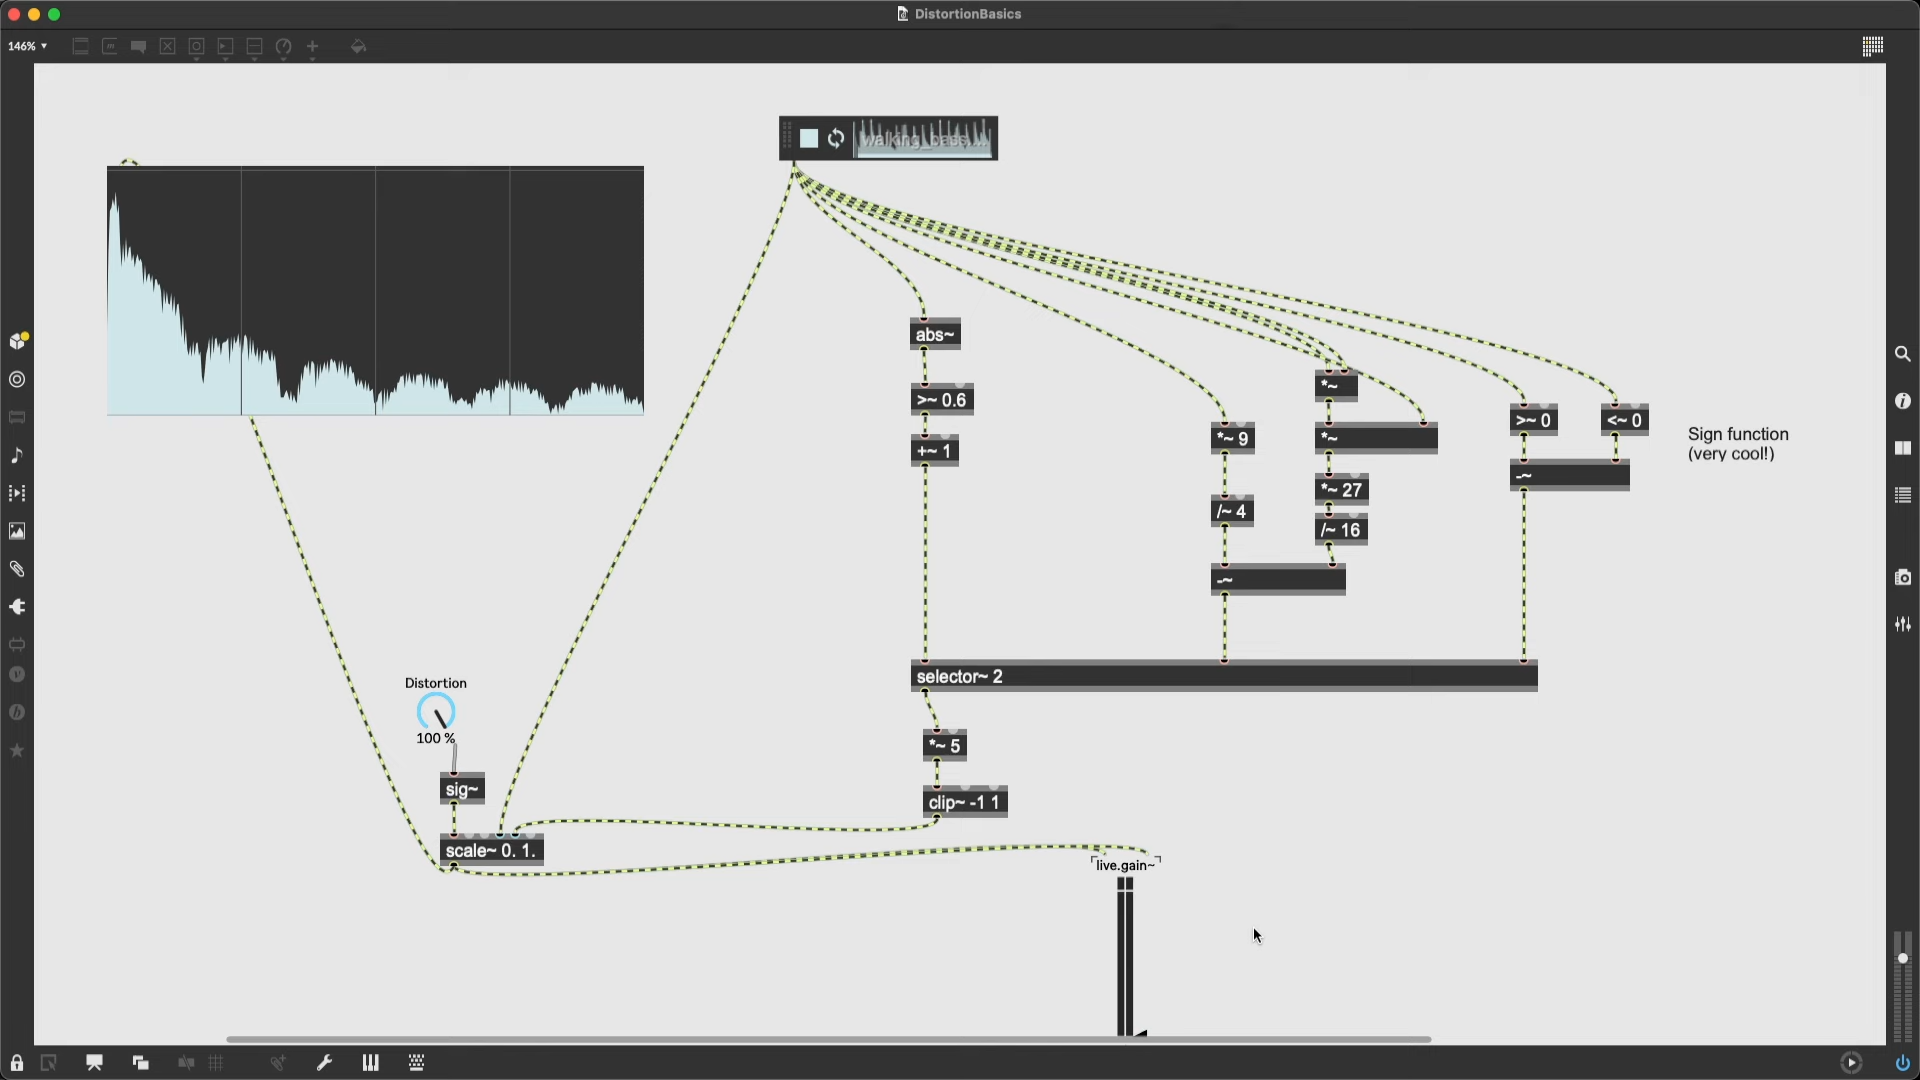 DistortionBasics
146%
walking_bass....
abs~
>~ 0.6
+~ 1
*~ 9
/~ 4
-~
*~
*~
*~ 27
/~ 16
>~ 0
<~ 0
-~
Sign function
(very cool!)
selector~ 2
*~ 5
clip~ -1 1
Distortion
100 %
sig~
scale~ 0. 1.
live.gain~